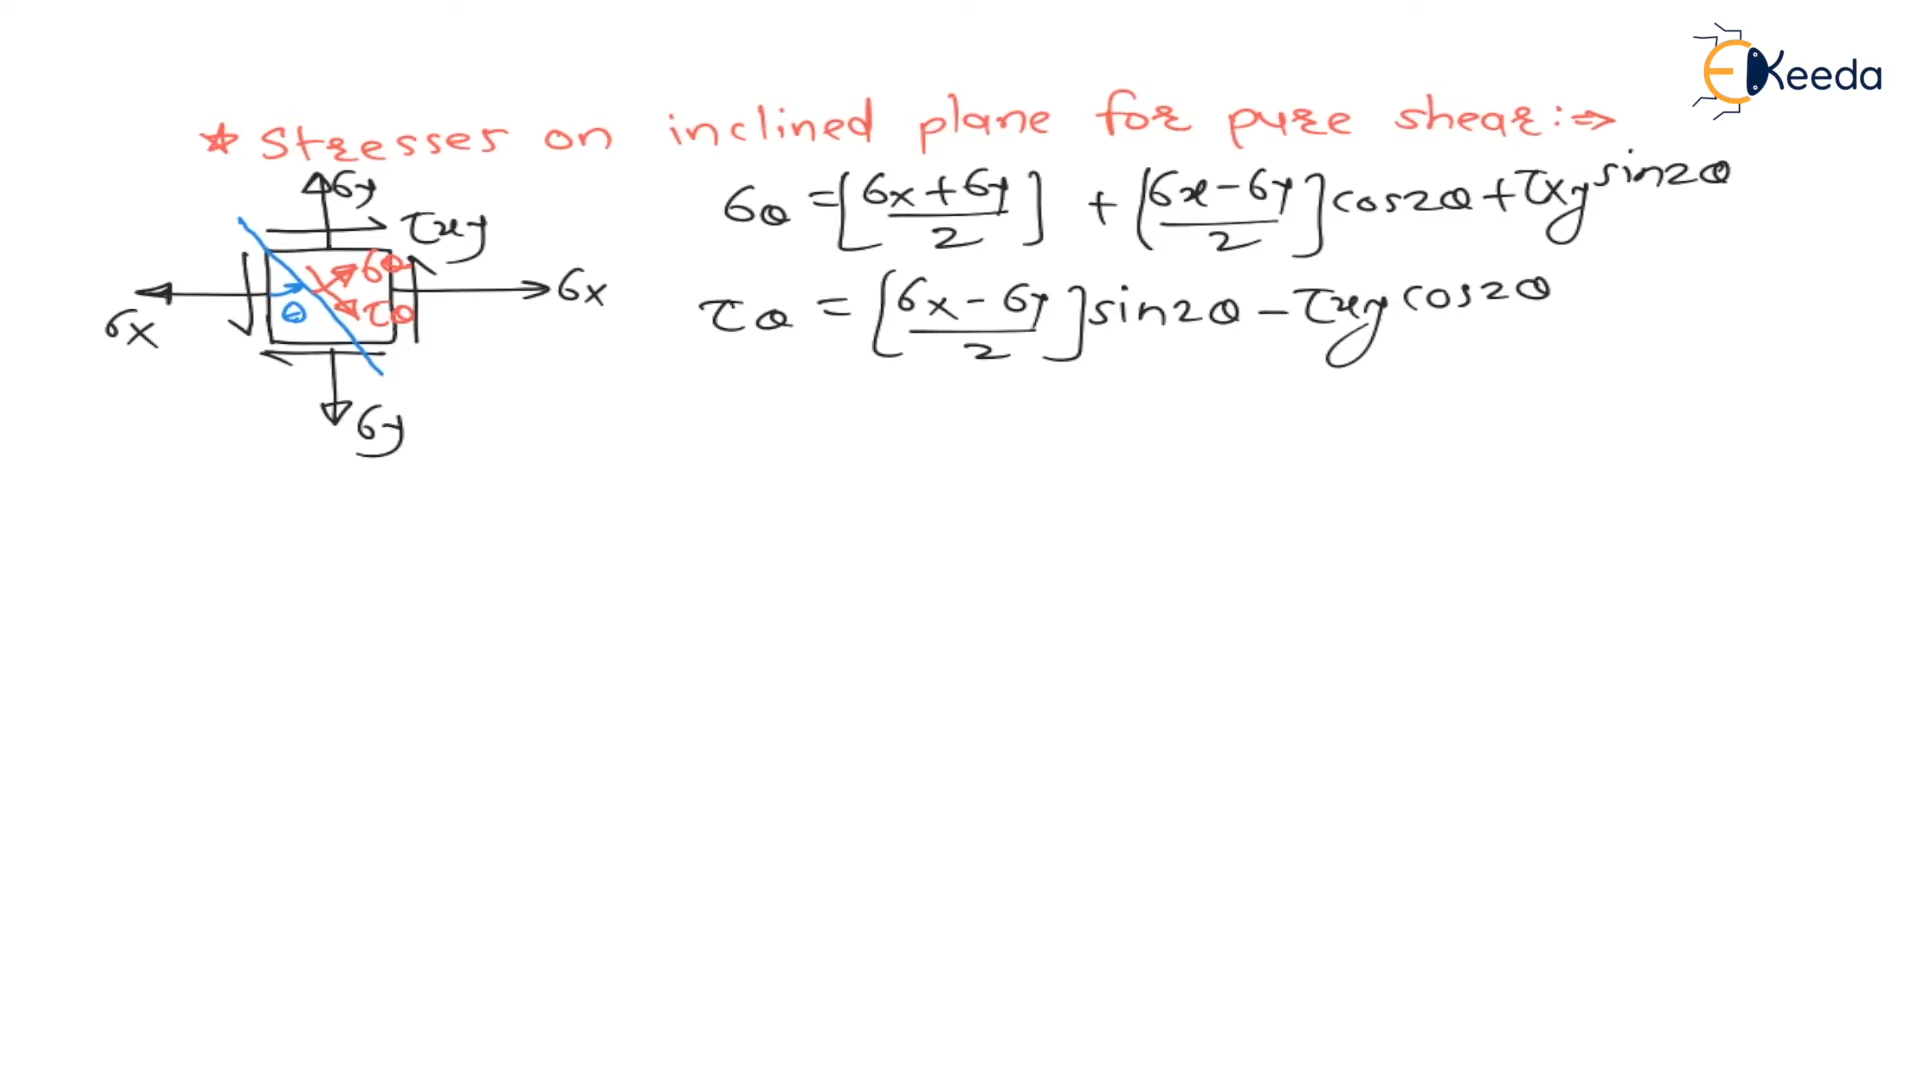 EKeeda
* Stresses on inclined plane for pure shear:⇒
σθ = [σx + σy / 2] + [σx - σy / 2] cos2θ + τxy sin2θ
τθ = [σx - σy / 2] sin2θ - τxy cos2θ
σy
τxy
σθ
σx
θ
τθ
σx
σy